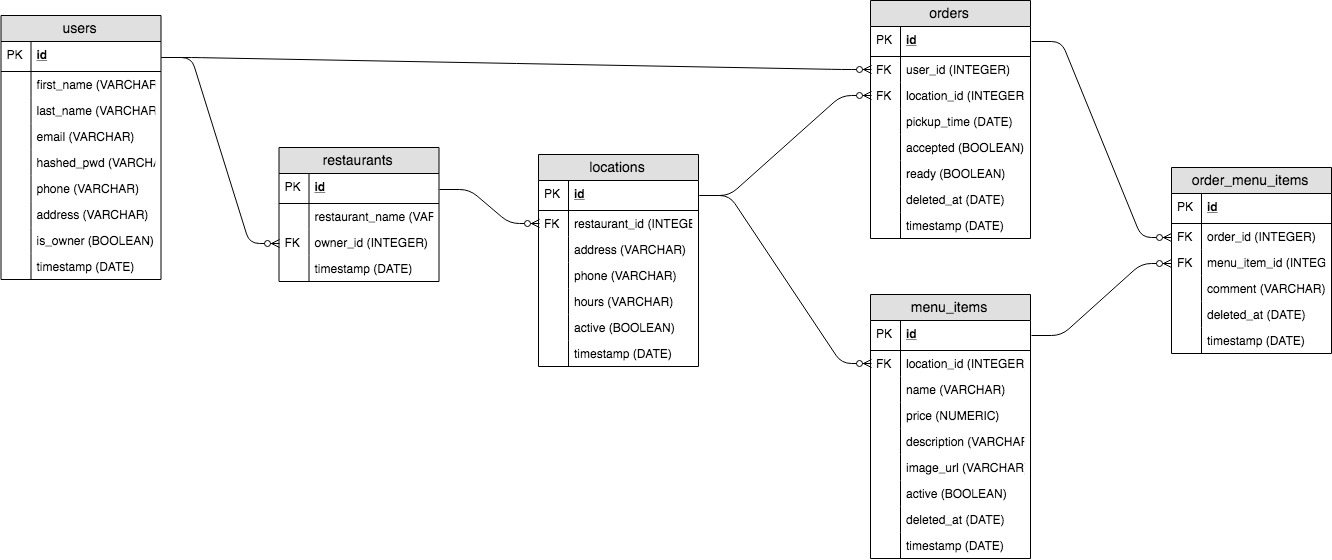 users
PK id
first_name (VARCHAR
last_name (VARCHAR
email (VARCHAR)
hashed_pwd (VARCHA
phone (VARCHAR)
address (VARCHAR)
is_owner (BOOLEAN)
timestamp (DATE)
restaurants
PK id
restaurant_name (VAR
FK owner_id (INTEGER)
timestamp (DATE)
locations
PK id
FK restaurant_id (INTEGE
address (VARCHAR)
phone (VARCHAR)
hours (VARCHAR)
active (BOOLEAN)
timestamp (DATE)
orders
PK id
FK user_id (INTEGER)
FK location_id (INTEGER
pickup_time (DATE)
accepted (BOOLEAN)
ready (BOOLEAN)
deleted_at (DATE)
timestamp (DATE)
menu_items
PK id
FK location_id (INTEGER
name (VARCHAR)
price (NUMERIC)
description (VARCHAR
image_url (VARCHAR
active (BOOLEAN)
deleted_at (DATE)
timestamp (DATE)
order_menu_items
PK id
FK order_id (INTEGER)
FK menu_item_id (INTEG
comment (VARCHAR)
deleted_at (DATE)
timestamp (DATE)